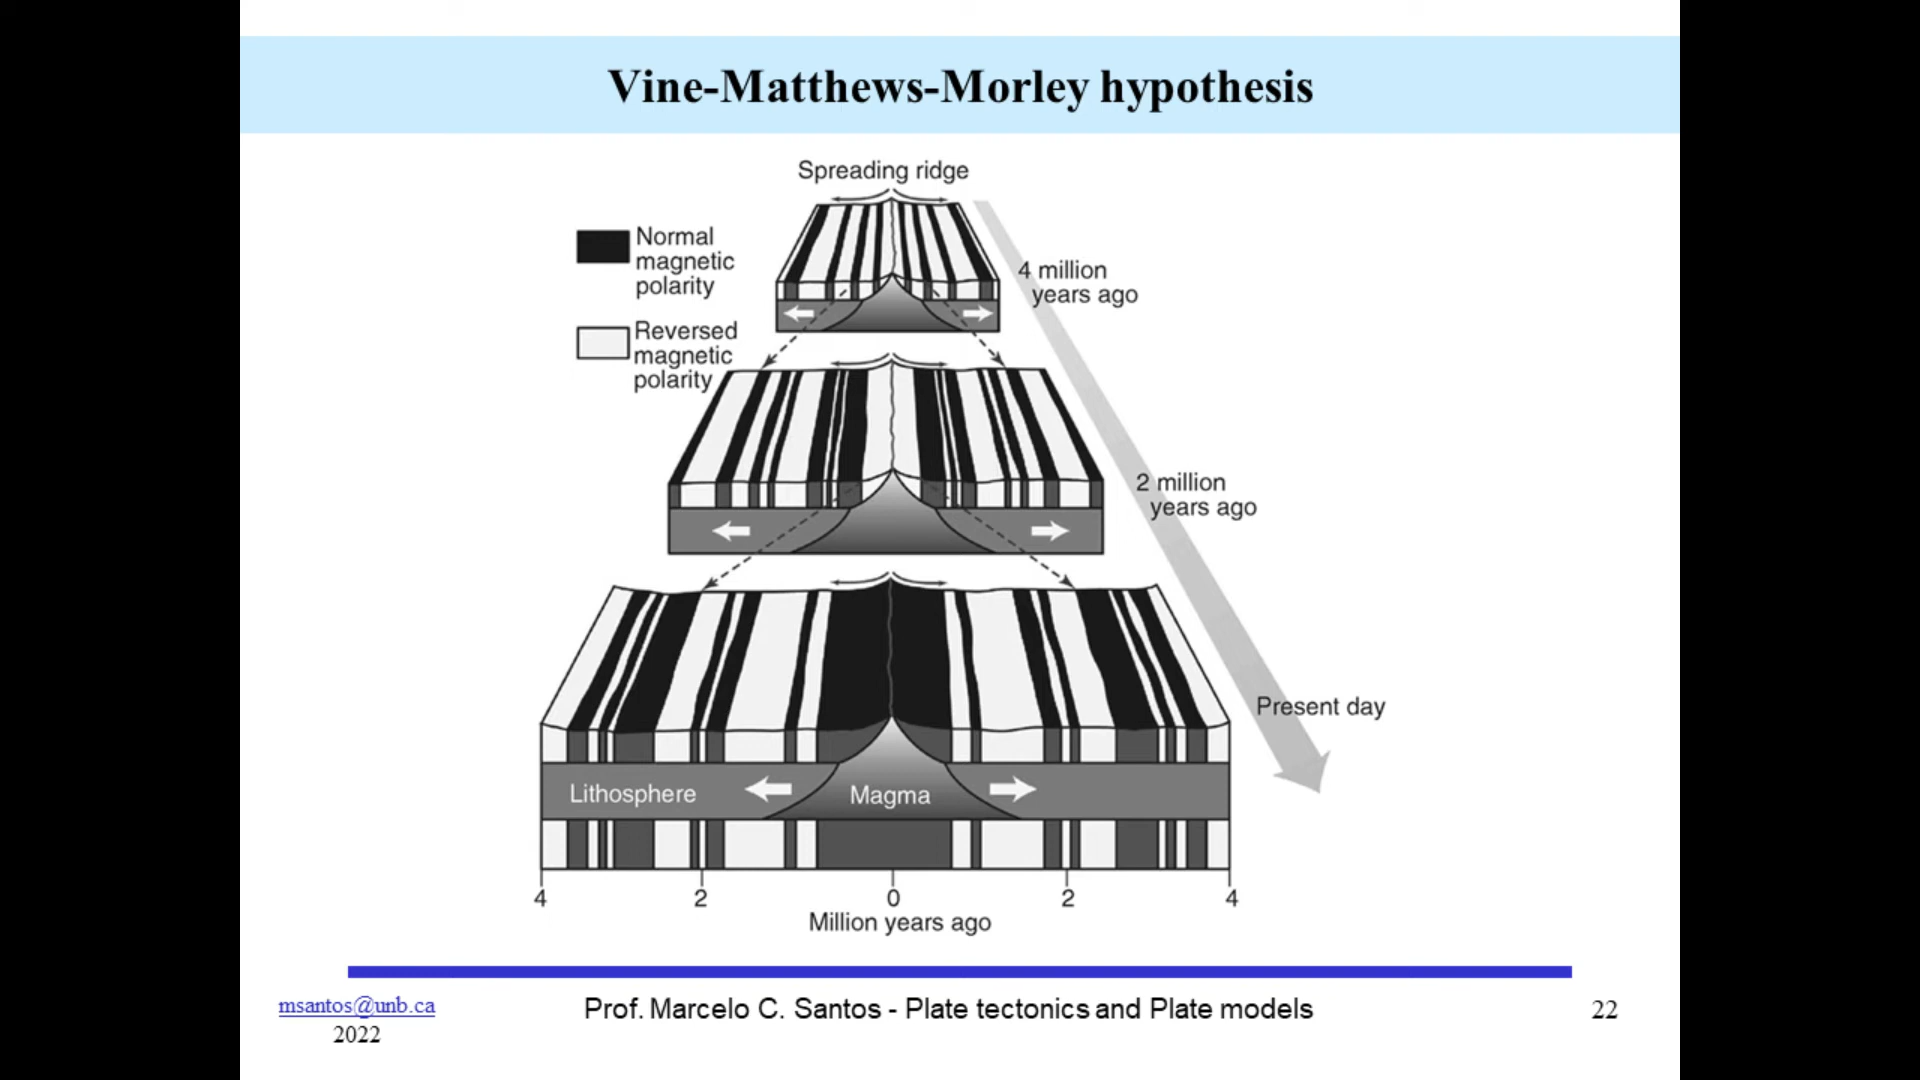 Vine-Matthews-Morley hypothesis
Spreading ridge
Normal
magnetic
polarity
Reversed
magnetic
polarity
4 million
years ago
2 million
years ago
Present day
Lithosphere
Magma
4 2 0 2 4
Million years ago
msantos@unb.ca
2022
Prof. Marcelo C. Santos - Plate tectonics and Plate models
22